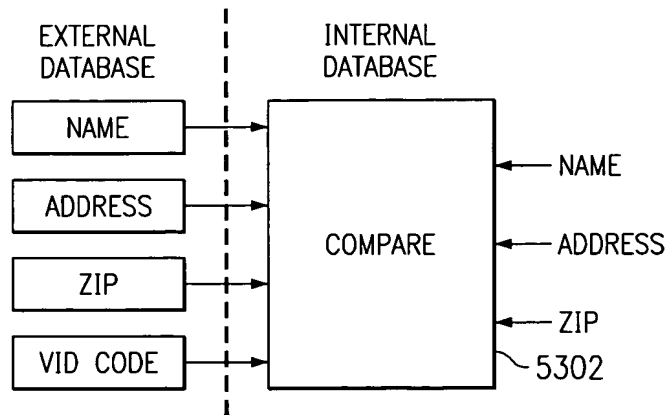 EXTERNAL
DATABASE
INTERNAL
DATABASE
NAME
ADDRESS
ZIP
VID CODE
COMPARE
NAME
ADDRESS
ZIP
5302